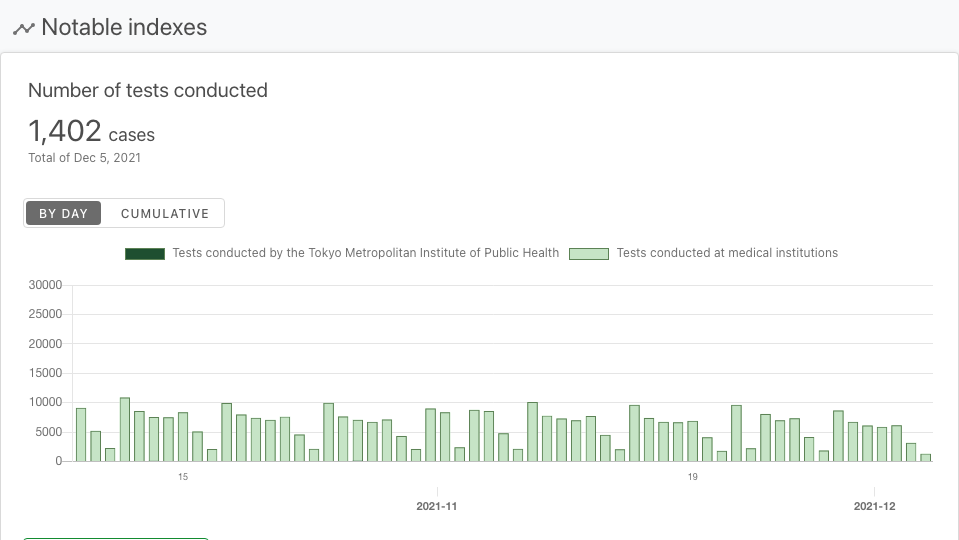 Notable indexes
Number of tests conducted
1,402 cases
Total of Dec 5, 2021
BY DAY CUMULATIVE
Tests conducted by the Tokyo Metropolitan Institute of Public Health Tests conducted at medical institutions
30000
25000
20000
15000
10000
5000
0
15 19
2021-11 2021-12